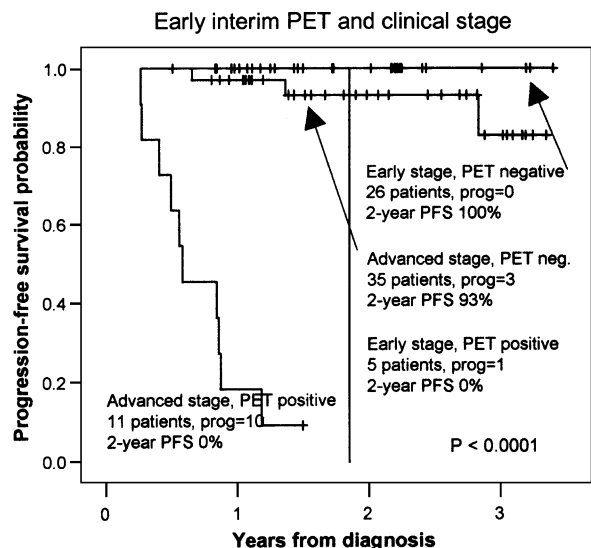 Early interim PET and clinical stage
Progression-free survival probability
1.0
0.8
0.6
0.4
0.2
0.0
Early stage, PET negative
26 patients, prog=0
2-year PFS 100%
Advanced stage, PET neg.
35 patients, prog=3
2-year PFS 93%
Early stage, PET positive
5 patients, prog=1
2-year PFS 0%
Advanced stage, PET positive
11 patients, prog=10
2-year PFS 0%
P < 0.0001
0
1
2
3
Years from diagnosis